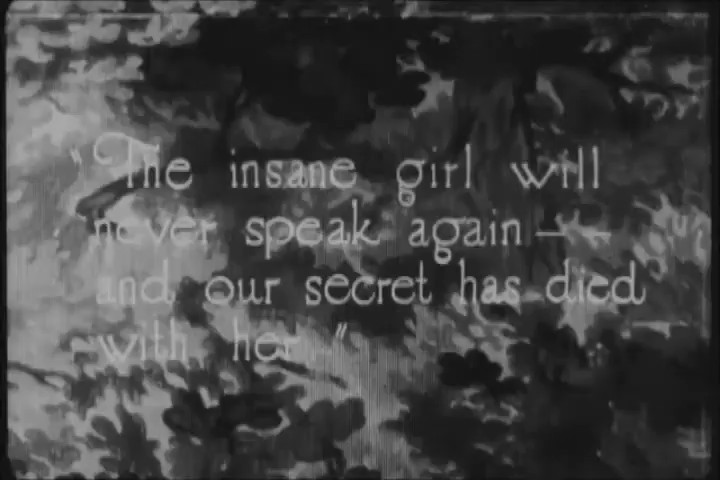 "The insane girl will
never speak again — —
and our secret has died
with her."